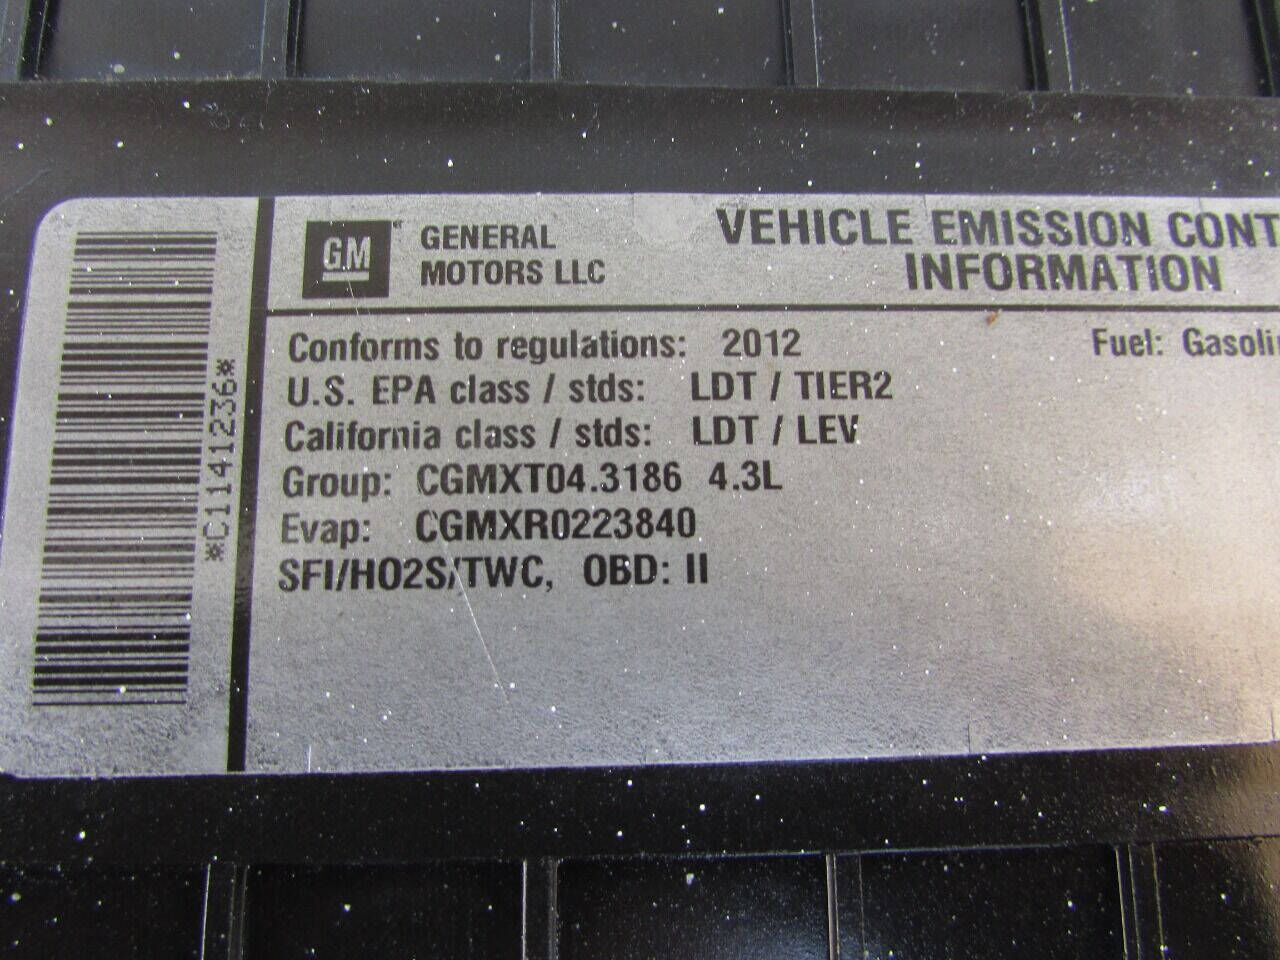 *C1141236*
GM
GENERAL
MOTORS LLC
VEHICLE EMISSION CONT
INFORMATION
Conforms to regulations: 2012
Fuel: Gasolin
U.S. EPA class / stds: LDT / TIER2
California class / stds: LDT / LEV
Group: CGMXT04.3186 4.3L
Evap: CGMXR0223840
SFI/HO2S/TWC, OBD: II